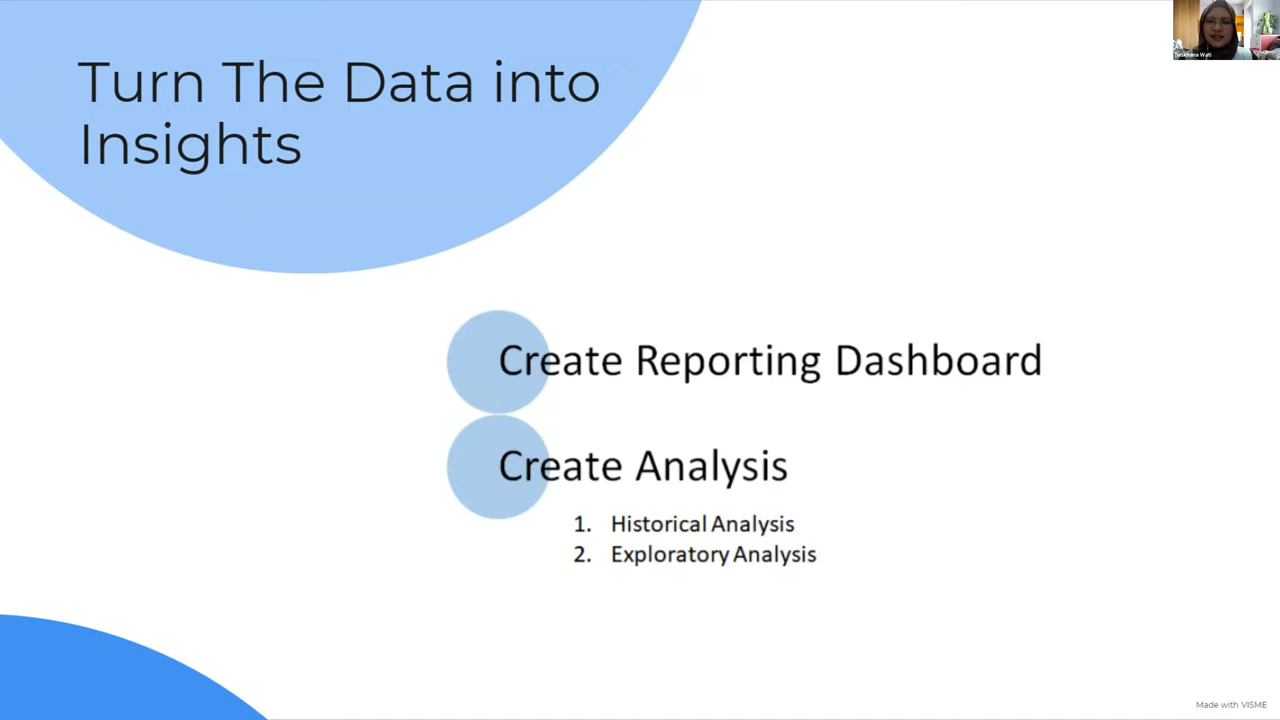 Turn The Data into
Insights
Create Reporting Dashboard
Create Analysis
1. Historical Analysis
2. Exploratory Analysis
Wati
Made with VISME